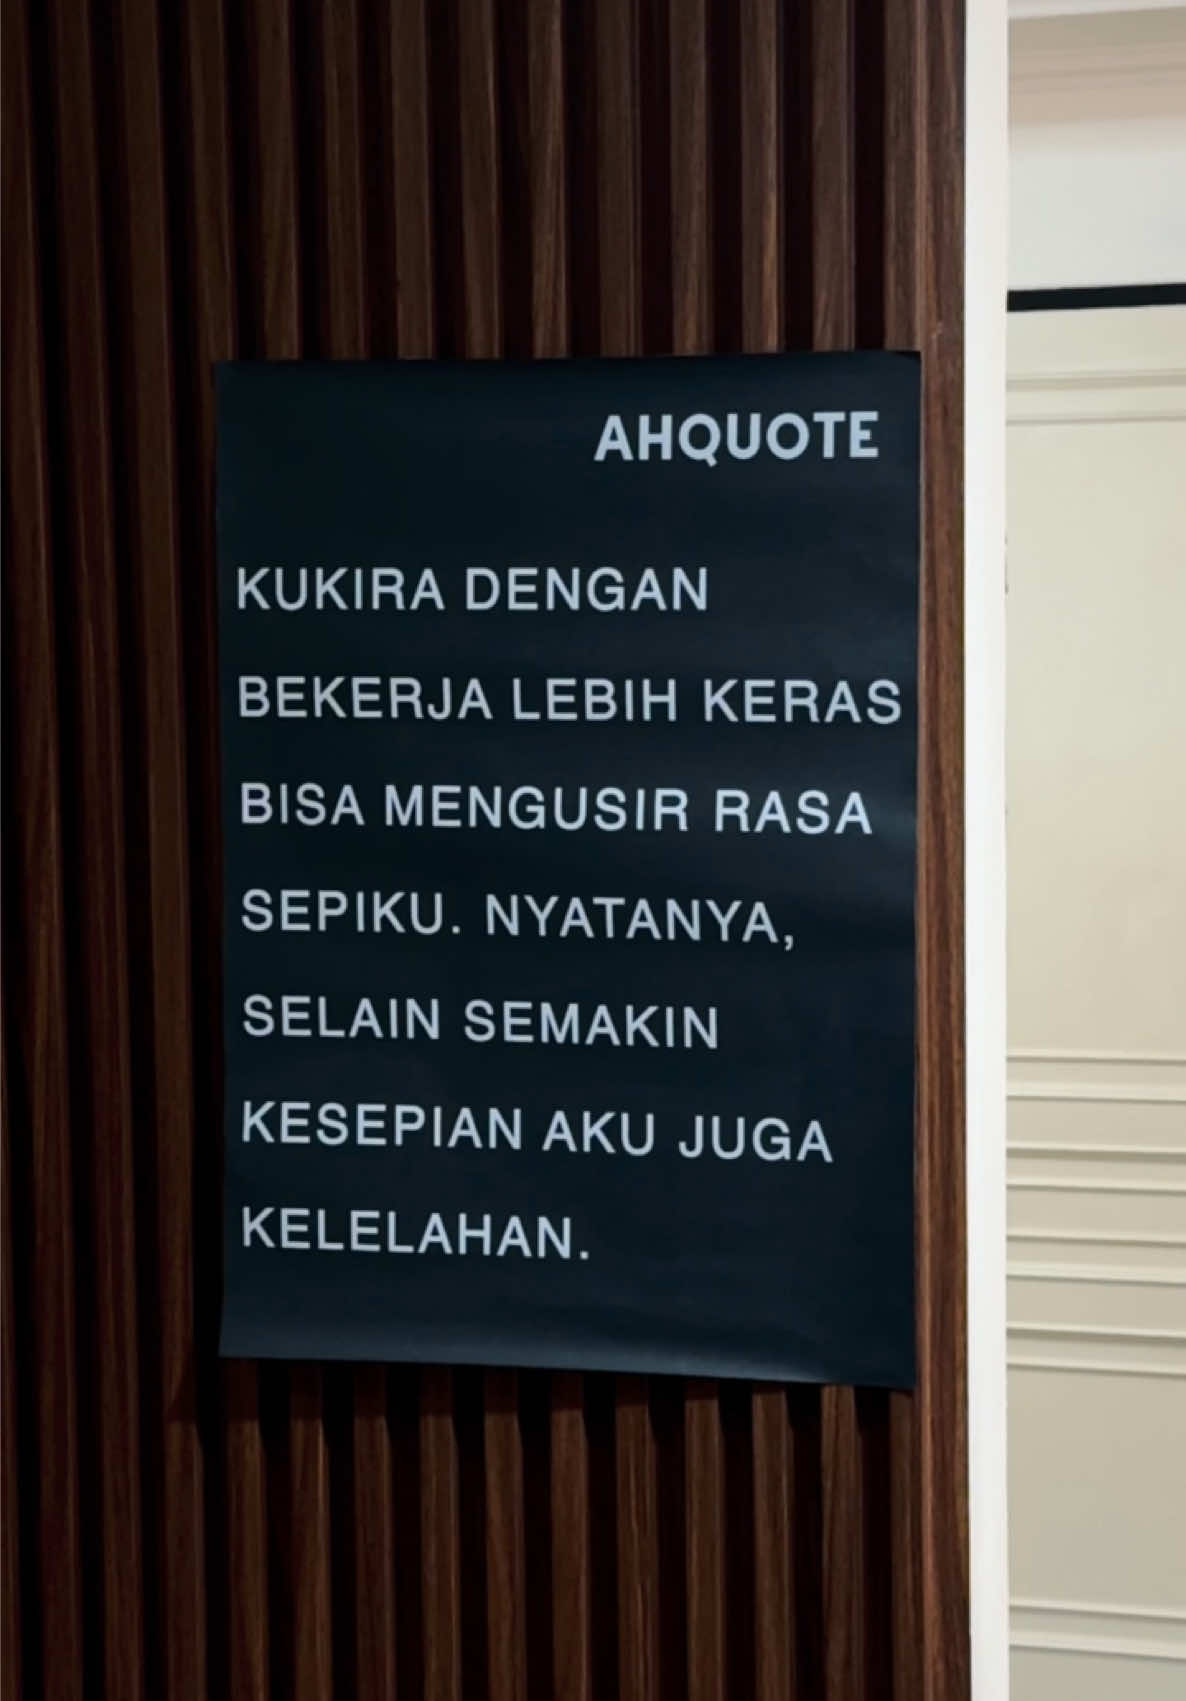 AHQUOTE
KUKIRA DENGAN
BEKERJA LEBIH KERAS
BISA MENGUSIR RASA
SEPIKU. NYATANYA,
SELAIN SEMAKIN
KESEPIAN AKU JUGA
KELELAHAN.